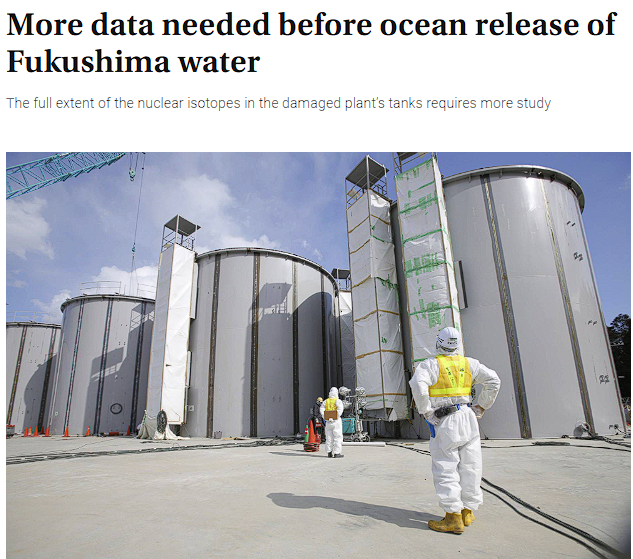 More data needed before ocean release of
Fukushima water
The full extent of the nuclear isotopes in the damaged plant's tanks requires more study